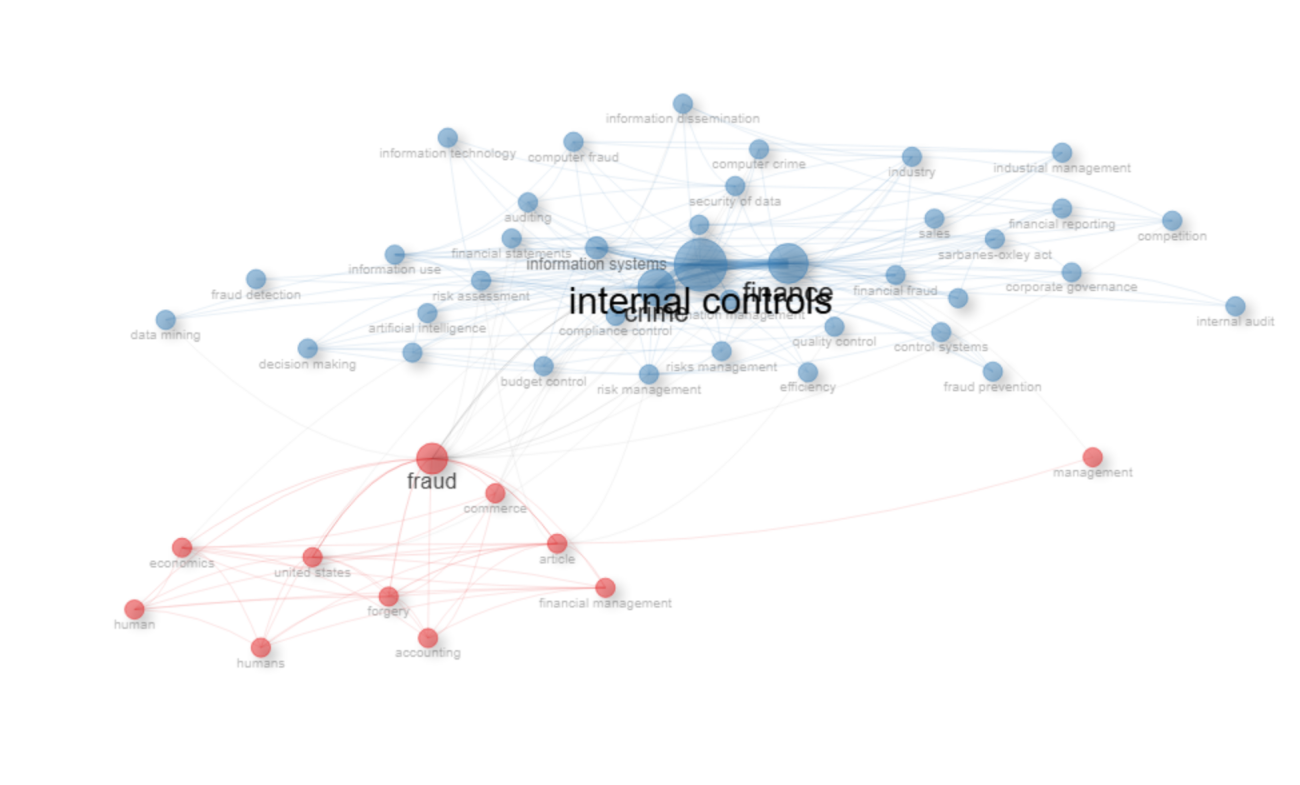 information dissemination
information technology
computer fraud
computer crime
industry
industrial management
security of data
auditing
sales
financial reporting
competition
financial statements
information systems
sarbanes-oxley act
information use
fraud detection
risk assessment
finance
financial fraud
corporate governance
internal controls
crime
management
data mining
artificial intelligence
compliance control
quality control
control systems
internal audit
decision making
budget control
risks management
risk management
efficiency
fraud prevention
fraud
management
commerce
economics
united states
article
human
forgery
financial management
humans
accounting